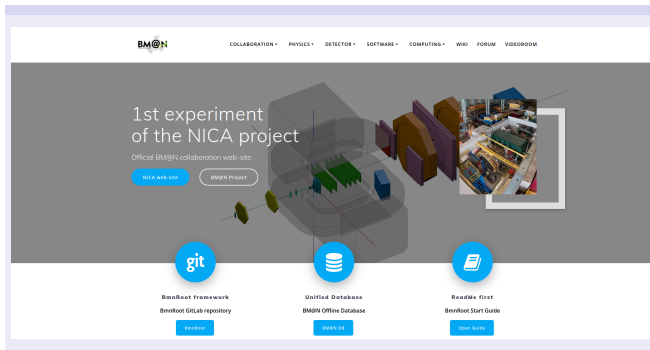 BM@N
COLLABORATION PHYSICS DETECTOR SOFTWARE COMPUTING WIKI FORUM VIDEOROOM
1st experiment
of the NICA project
Official BM@N collaboration web-site
NICA web-site BM@N Project
git
BmnRoot framework Unified Database ReadMe first
BmnRoot GitLab repository BM@N Offline Database BmnRoot Start Guide
BmnRoot BM@N DB Open Guide